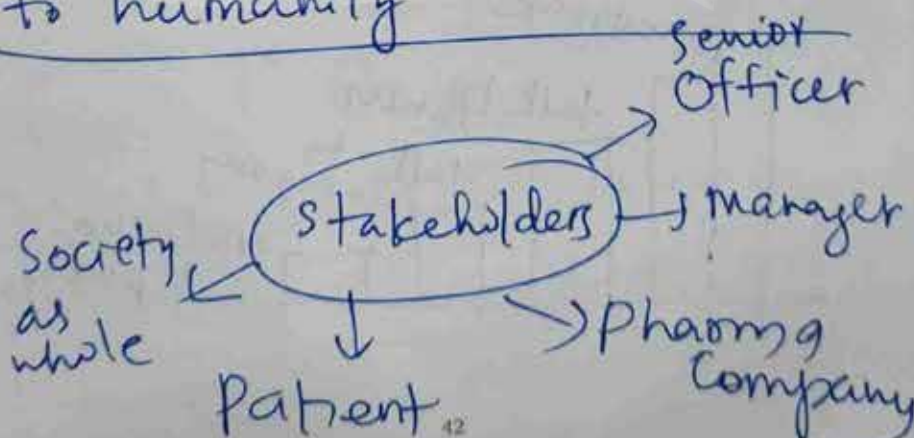 to humanity
Senior
Officer
Stakeholders
Manager
Society
as
whole
Pharma
Company
Patient
42